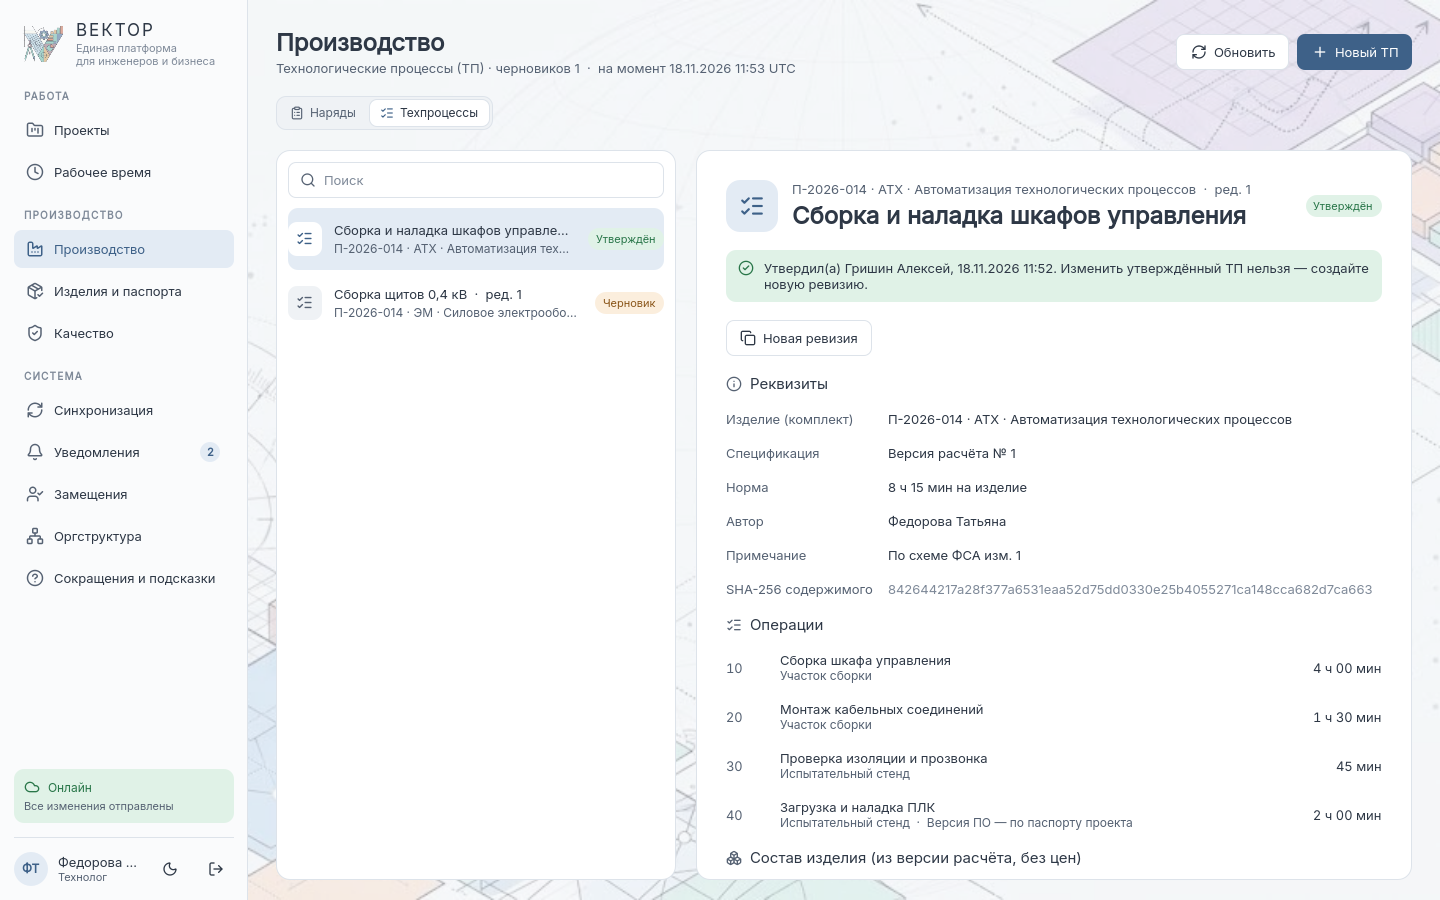 ВЕКТОР
Единая платформа
для инженеров и бизнеса
РАБОТА
Проекты
Рабочее время
ПРОИЗВОДСТВО
Производство
Изделия и паспорта
Качество
СИСТЕМА
Синхронизация
Уведомления 2
Замещения
Оргструктура
Сокращения и подсказки
Онлайн
Все изменения отправлены
ФТ
Федорова ...
Технолог
Производство
Технологические процессы (ТП) · черновиков 1 · на момент 18.11.2026 11:53 UTC
Обновить
Новый ТП
Наряды
Техпроцессы
Поиск
Сборка и наладка шкафов управле...
П-2026-014 · АТХ · Автоматизация тех...
Утверждён
Сборка щитов 0,4 кВ · ред. 1
П-2026-014 · ЭМ · Силовое электрообо...
Черновик
П-2026-014 · АТХ · Автоматизация технологических процессов · ред. 1
Сборка и наладка шкафов управления
Утверждён
Утвердил(а) Гришин Алексей, 18.11.2026 11:52. Изменить утверждённый ТП нельзя — создайте
новую ревизию.
Новая ревизия
Реквизиты
Изделие (комплект) П-2026-014 · АТХ · Автоматизация технологических процессов
Спецификация Версия расчёта № 1
Норма 8 ч 15 мин на изделие
Автор Федорова Татьяна
Примечание По схеме ФСА изм. 1
SHA-256 содержимого 842644217a28f377a6531eaa52d75dd0330e25b4055271ca148cca682d7ca663
Операции
10 Сборка шкафа управления 4 ч 00 мин
Участок сборки
20 Монтаж кабельных соединений 1 ч 30 мин
Участок сборки
30 Проверка изоляции и прозвонка 45 мин
Испытательный стенд
40 Загрузка и наладка ПЛК 2 ч 00 мин
Испытательный стенд · Версия ПО — по паспорту проекта
Состав изделия (из версии расчёта, без цен)